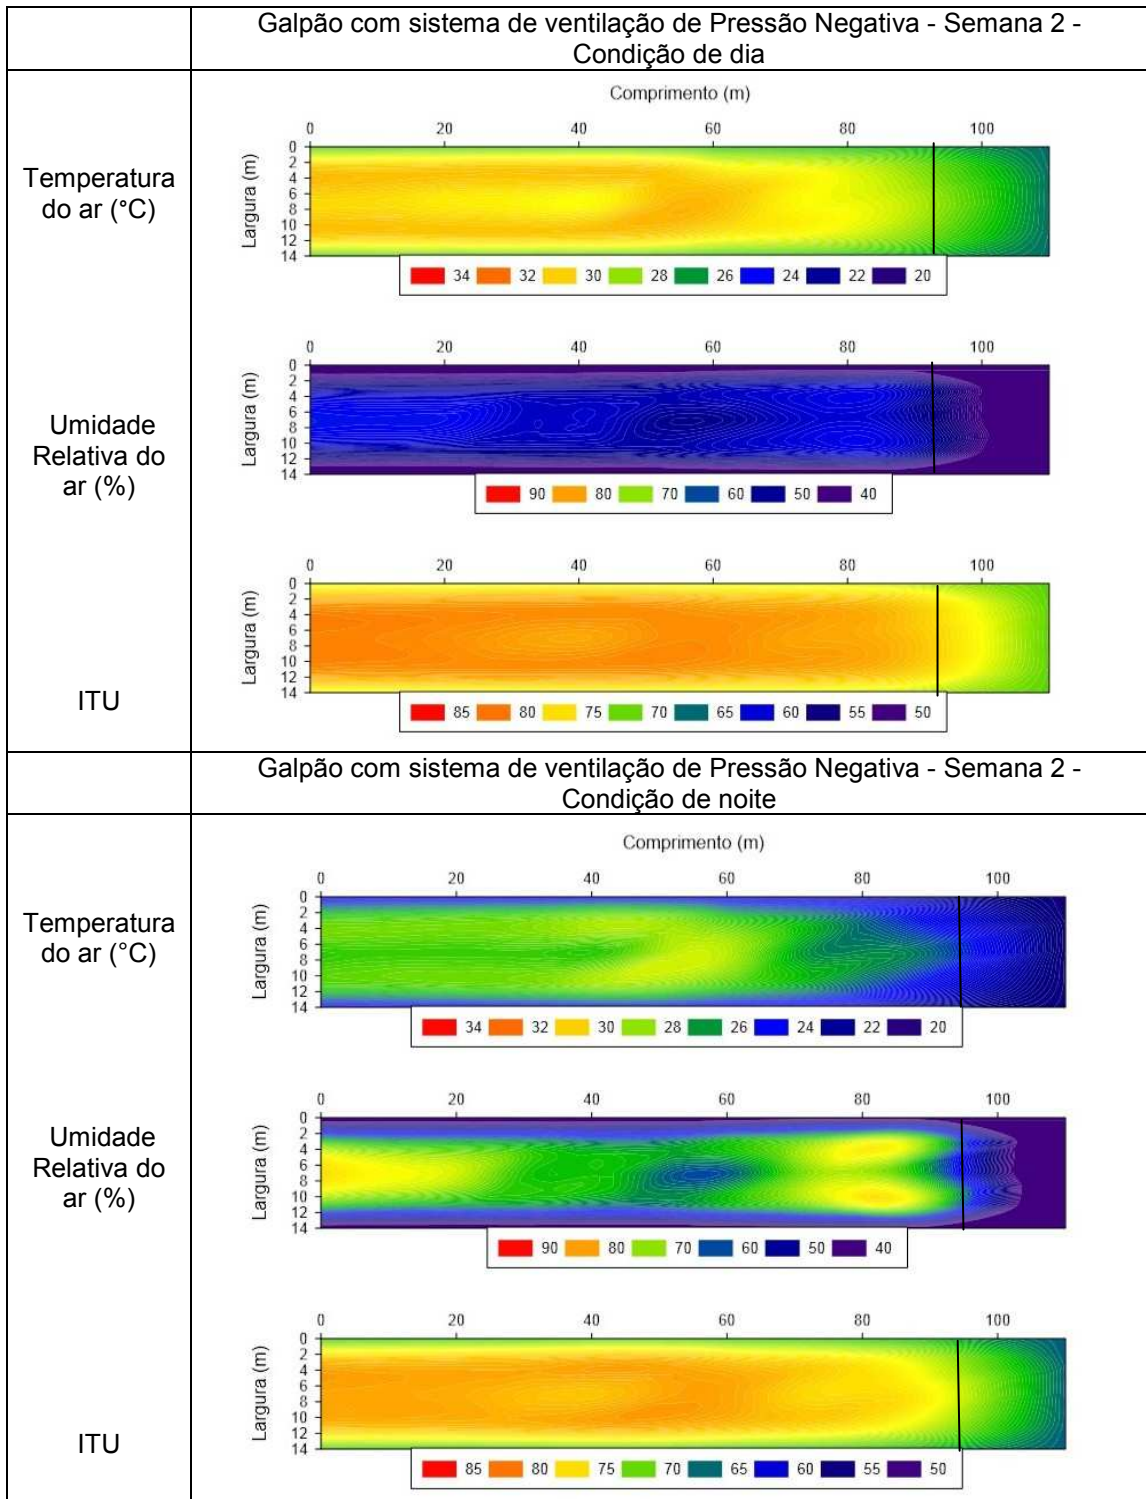 Galpão com sistema de ventilação de Pressão Negativa - Semana 2 -
Condição de dia
Temperatura
do ar (°C)
Comprimento (m)
0 20 40 60 80 100
Largura (m)
0
2
4
6
8
10
12
14
34 32 30 28 26 24 22 20
Umidade
Relativa do
ar (%)
0 20 40 60 80 100
Largura (m)
0
2
4
6
8
10
12
14
90 80 70 60 50 40
ITU
0 20 40 60 80 100
Largura (m)
0
2
4
6
8
10
12
14
85 80 75 70 65 60 55 50
Galpão com sistema de ventilação de Pressão Negativa - Semana 2 -
Condição de noite
Temperatura
do ar (°C)
Comprimento (m)
0 20 40 60 80 100
Largura (m)
0
2
4
6
8
10
12
14
34 32 30 28 26 24 22 20
Umidade
Relativa do
ar (%)
0 20 40 60 80 100
Largura (m)
0
2
4
6
8
10
12
14
90 80 70 60 50 40
ITU
0 20 40 60 80 100
Largura (m)
0
2
4
6
8
10
12
14
85 80 75 70 65 60 55 50